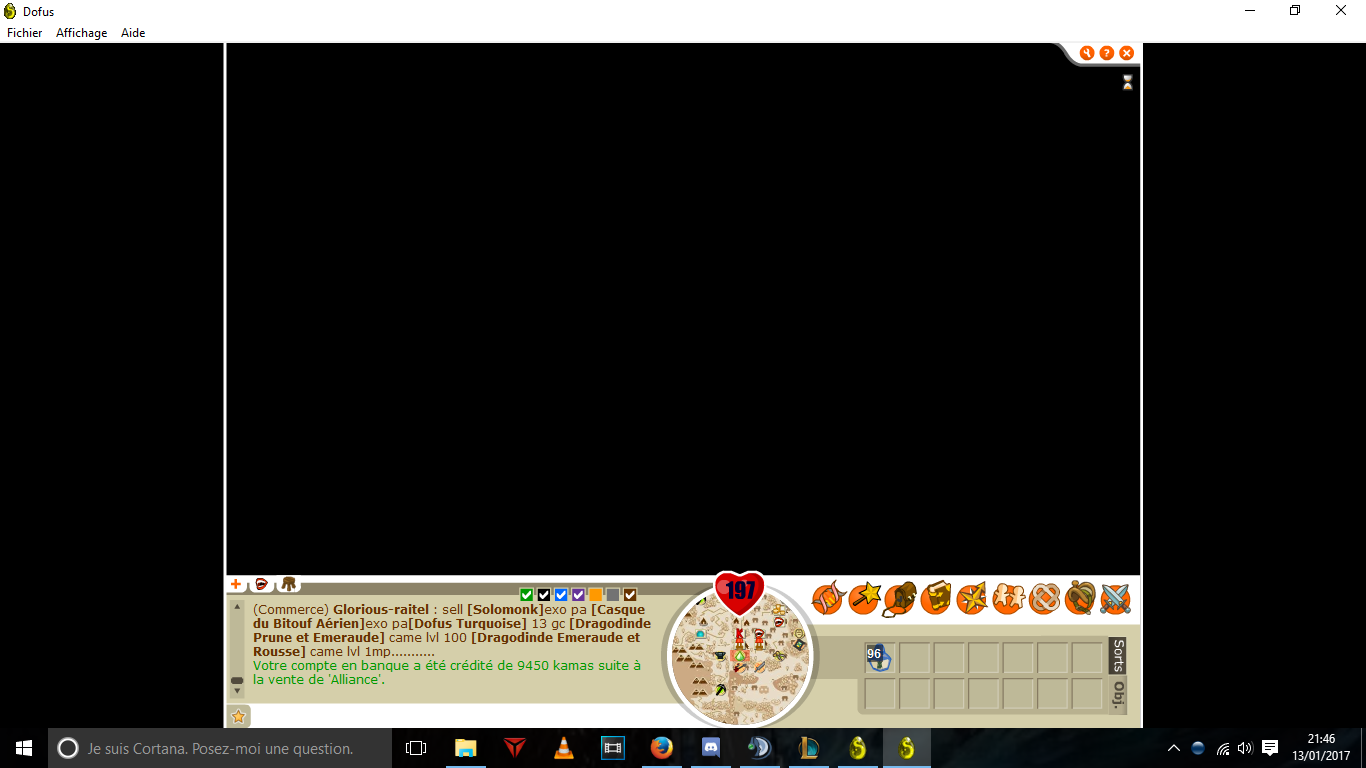 Dofus
Fichier Affichage Aide
(Commerce) Glorious-raitel : sell [Solomonk]exo pa [Casque
du Bitouf Aérien]exo pa[Dofus Turquoise] 13 gc [Dragodinde
Prune et Emeraude] came lvl 100 [Dragodinde Emeraude et
Rousse] came lvl 1mp...........
Votre compte en banque a été crédité de 9450 kamas suite à
la vente de 'Alliance'.
197
96
Sorts
Obj.
Je suis Cortana. Posez-moi une question.
21:46
13/01/2017